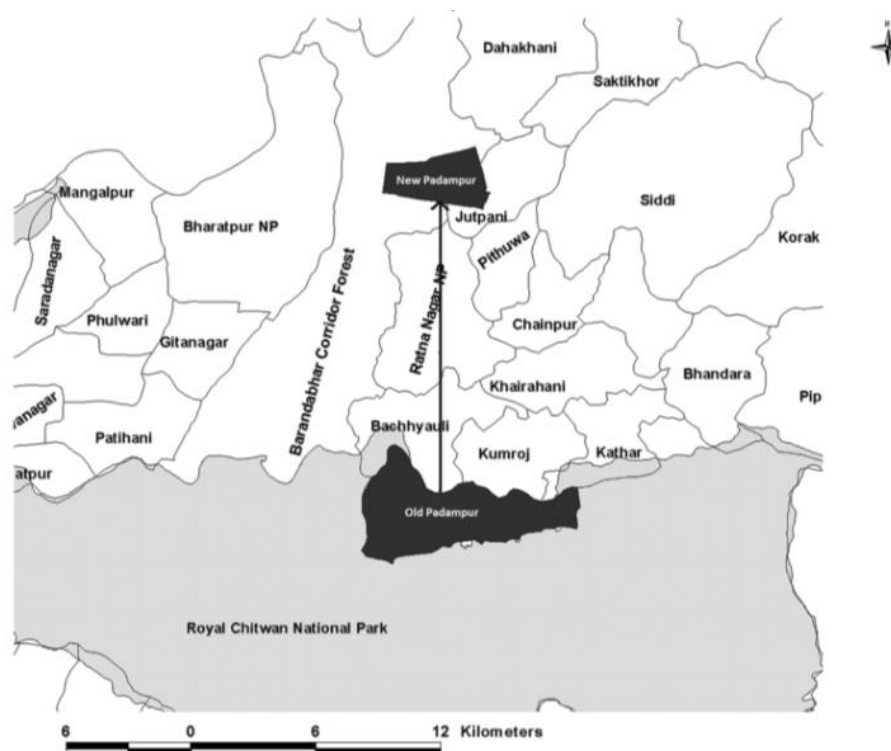 N
Dahakhani
Saktikhor
New Padampur
Mangalpur
Siddi
Jutpani
Bharatpur NP
Korak
Pithuwa
Saradanagar
Ratna Nagar NP
Phulwari
Chainpur
Gitanagar
Barandabhar Corridor Forest
Bhandara
Khairahani
Pip
vanagar
Bachhyauli
Patihani
Kumroj
Kathar
atpur
Old Padampur
Royal Chitwan National Park
6 0 6 12 Kilometers